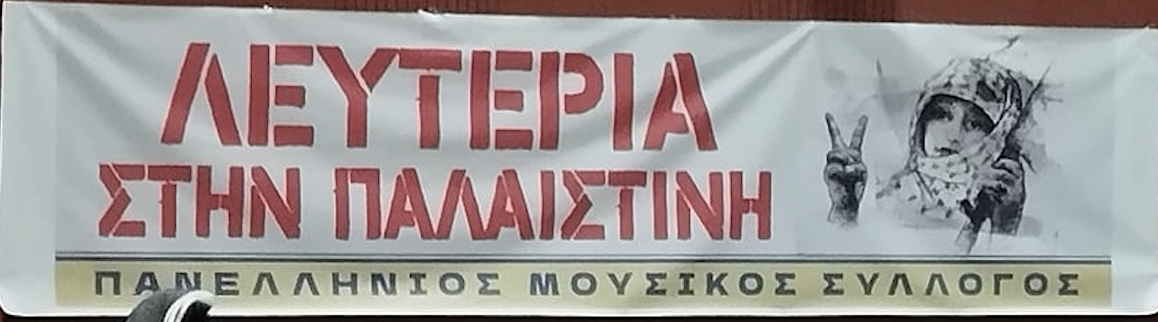 ΛΕΥΤΕΡΙΑ
ΣΤΗΝ ΠΑΛΑΙΣΤΙΝΗ
ΠΑΝΕΛΛΗΝΙΟΣ ΜΟΥΣΙΚΟΣ ΣΥΛΛΟΓΟΣ